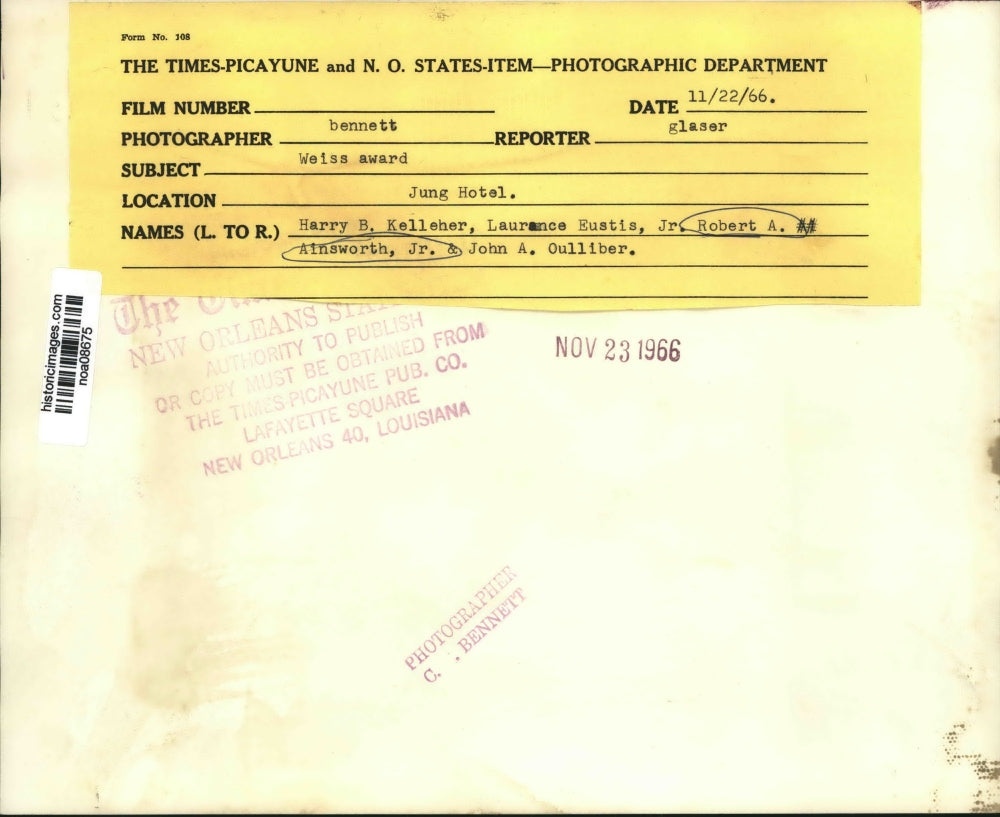 Form No. 108
THE TIMES-PICAYUNE and N. O. STATES-ITEM—PHOTOGRAPHIC DEPARTMENT
FILM NUMBER
DATE 11/22/66.
PHOTOGRAPHER bennett REPORTER glaser
SUBJECT Weiss award
LOCATION Jung Hotel.
NAMES (L. TO R.) Harry B. Kelleher, Laurance Eustis, Jr. Robert A. ##
Ainsworth, Jr. & John A. Oulliber.
historicimages.com
noa08675
The
NEW ORLEANS
AUTHORITY TO PUBLISH
OR COPY MUST BE OBTAINED FROM
THE TIMES-PICAYUNE PUB. CO.
LAFAYETTE SQUARE
NEW ORLEANS 40, LOUISIANA
NOV 23 1966
PHOTOGRAPHER
C. . BENNETT